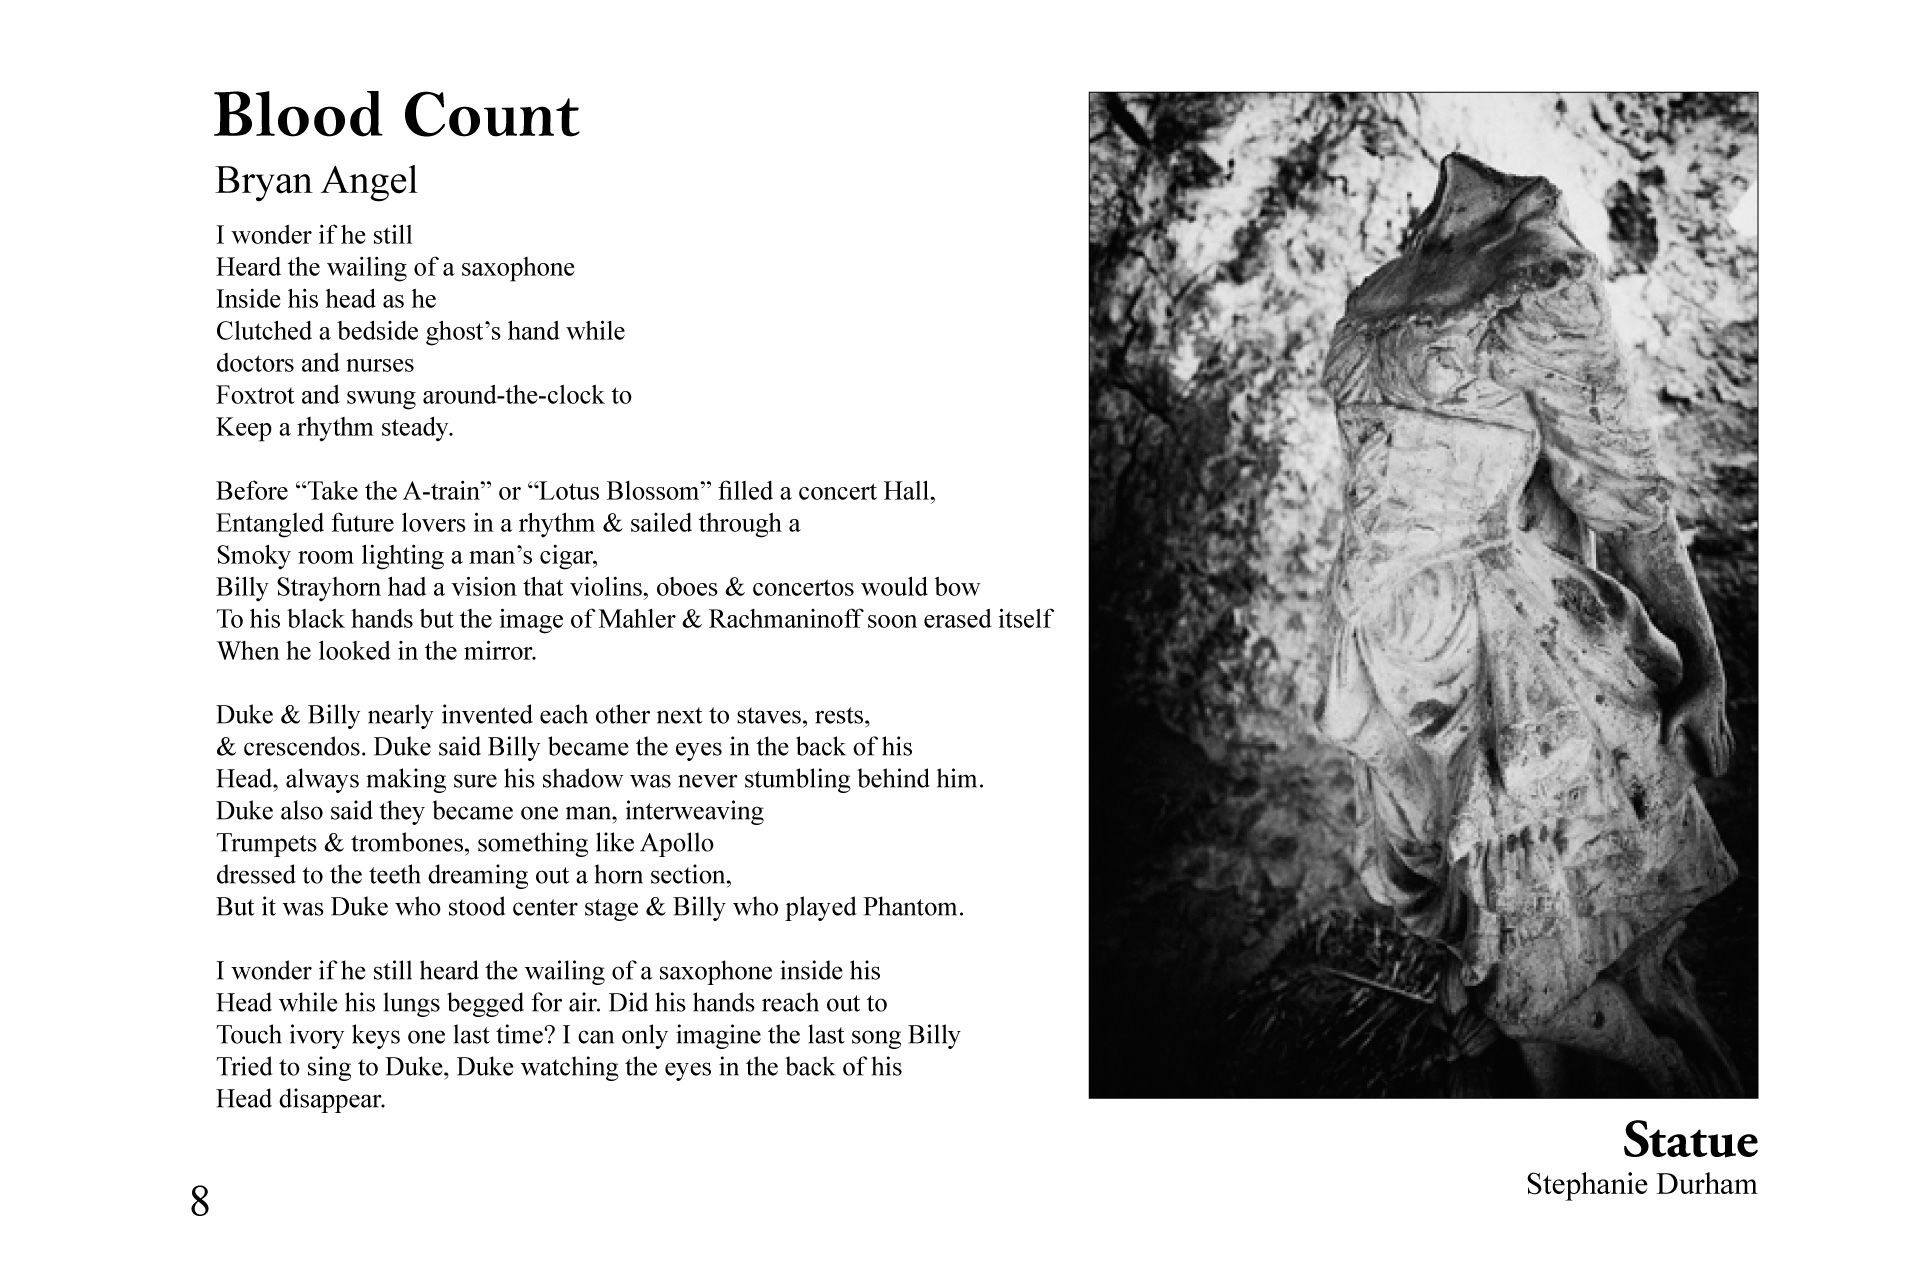 Blood Count
Bryan Angel
I wonder if he still
Heard the wailing of a saxophone
Inside his head as he
Clutched a bedside ghost’s hand while
doctors and nurses
Foxtrot and swung around-the-clock to
Keep a rhythm steady.
Before “Take the A-train” or “Lotus Blossom” filled a concert Hall,
Entangled future lovers in a rhythm & sailed through a
Smoky room lighting a man’s cigar,
Billy Strayhorn had a vision that violins, oboes & concertos would bow
To his black hands but the image of Mahler & Rachmaninoff soon erased itself
When he looked in the mirror.
Duke & Billy nearly invented each other next to staves, rests,
& crescendos. Duke said Billy became the eyes in the back of his
Head, always making sure his shadow was never stumbling behind him.
Duke also said they became one man, interweaving
Trumpets & trombones, something like Apollo
dressed to the teeth dreaming out a horn section,
But it was Duke who stood center stage & Billy who played Phantom.
I wonder if he still heard the wailing of a saxophone inside his
Head while his lungs begged for air. Did his hands reach out to
Touch ivory keys one last time? I can only imagine the last song Billy
Tried to sing to Duke, Duke watching the eyes in the back of his
Head disappear.
8
Statue
Stephanie Durham